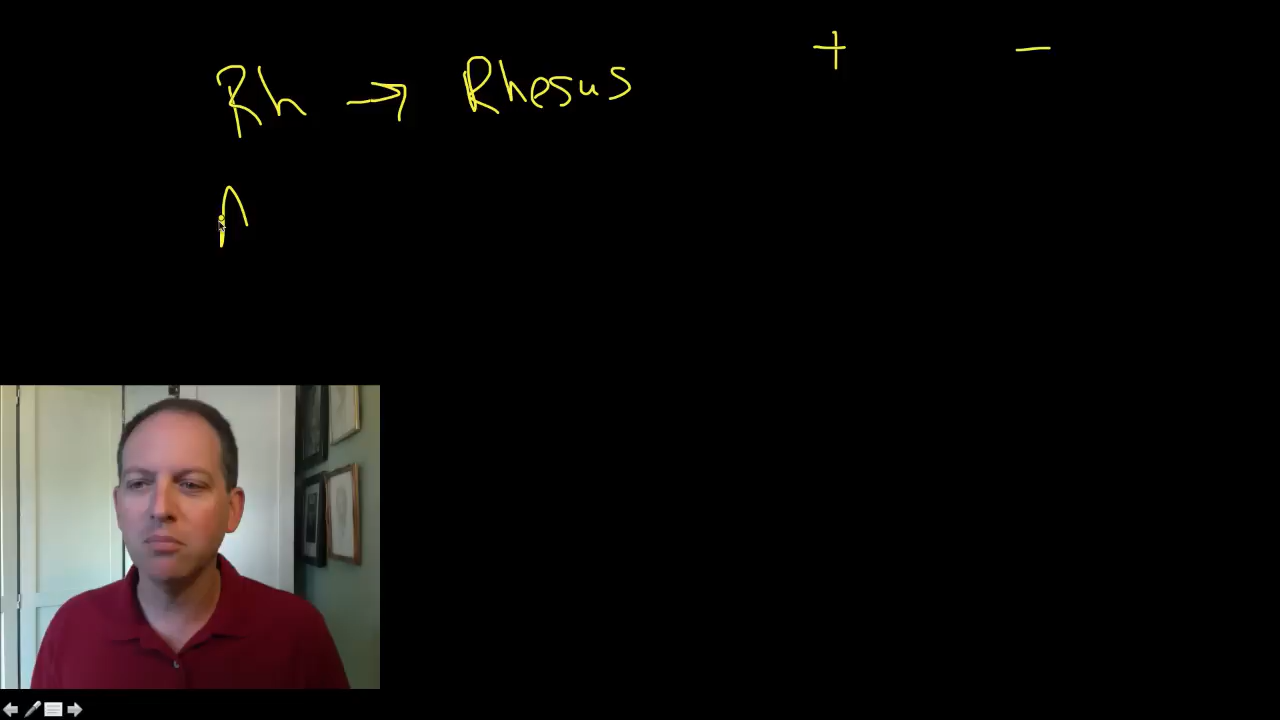 Rh → Rhesus + −